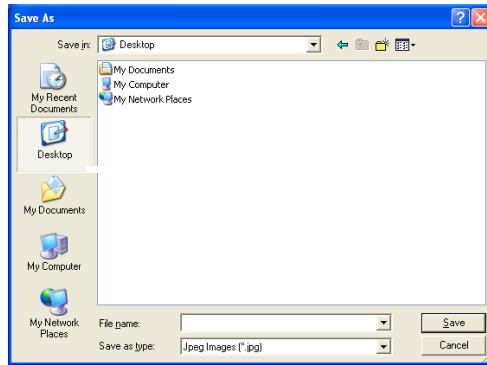 Save As
Save in:
Desktop
My Documents
My Computer
My Network Places
My Recent
Documents
Desktop
My Documents
My Computer
My Network
Places
File name:
Save
Save as type:
Jpeg Images (*.jpg)
Cancel